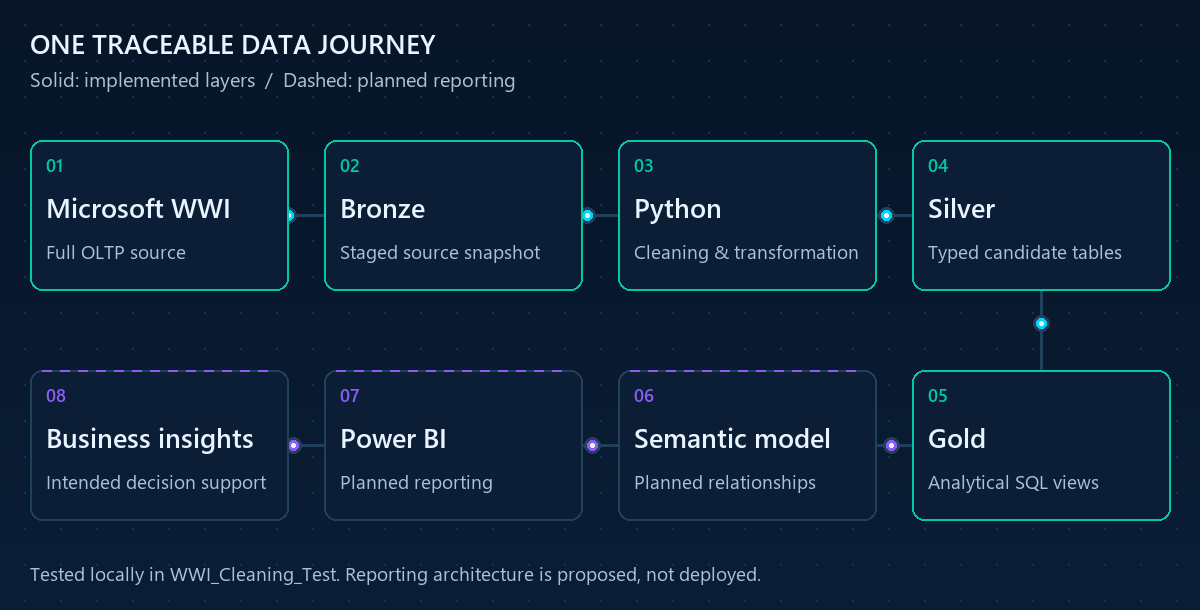 ONE TRACEABLE DATA JOURNEY
Solid: implemented layers / Dashed: planned reporting
01
Microsoft WWI
Full OLTP source
02
Bronze
Staged source snapshot
03
Python
Cleaning & transformation
04
Silver
Typed candidate tables
08
Business insights
Intended decision support
07
Power BI
Planned reporting
06
Semantic model
Planned relationships
05
Gold
Analytical SQL views
Tested locally in WWI_Cleaning_Test. Reporting architecture is proposed, not deployed.